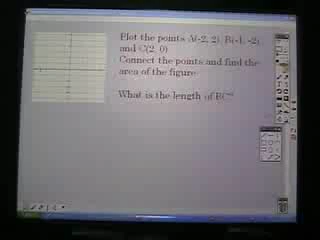 Plot the points A(-2, 2), B(-1, -2),
and C(2, 0)
Connect the points and find the
area of the figure
What is the length of BC